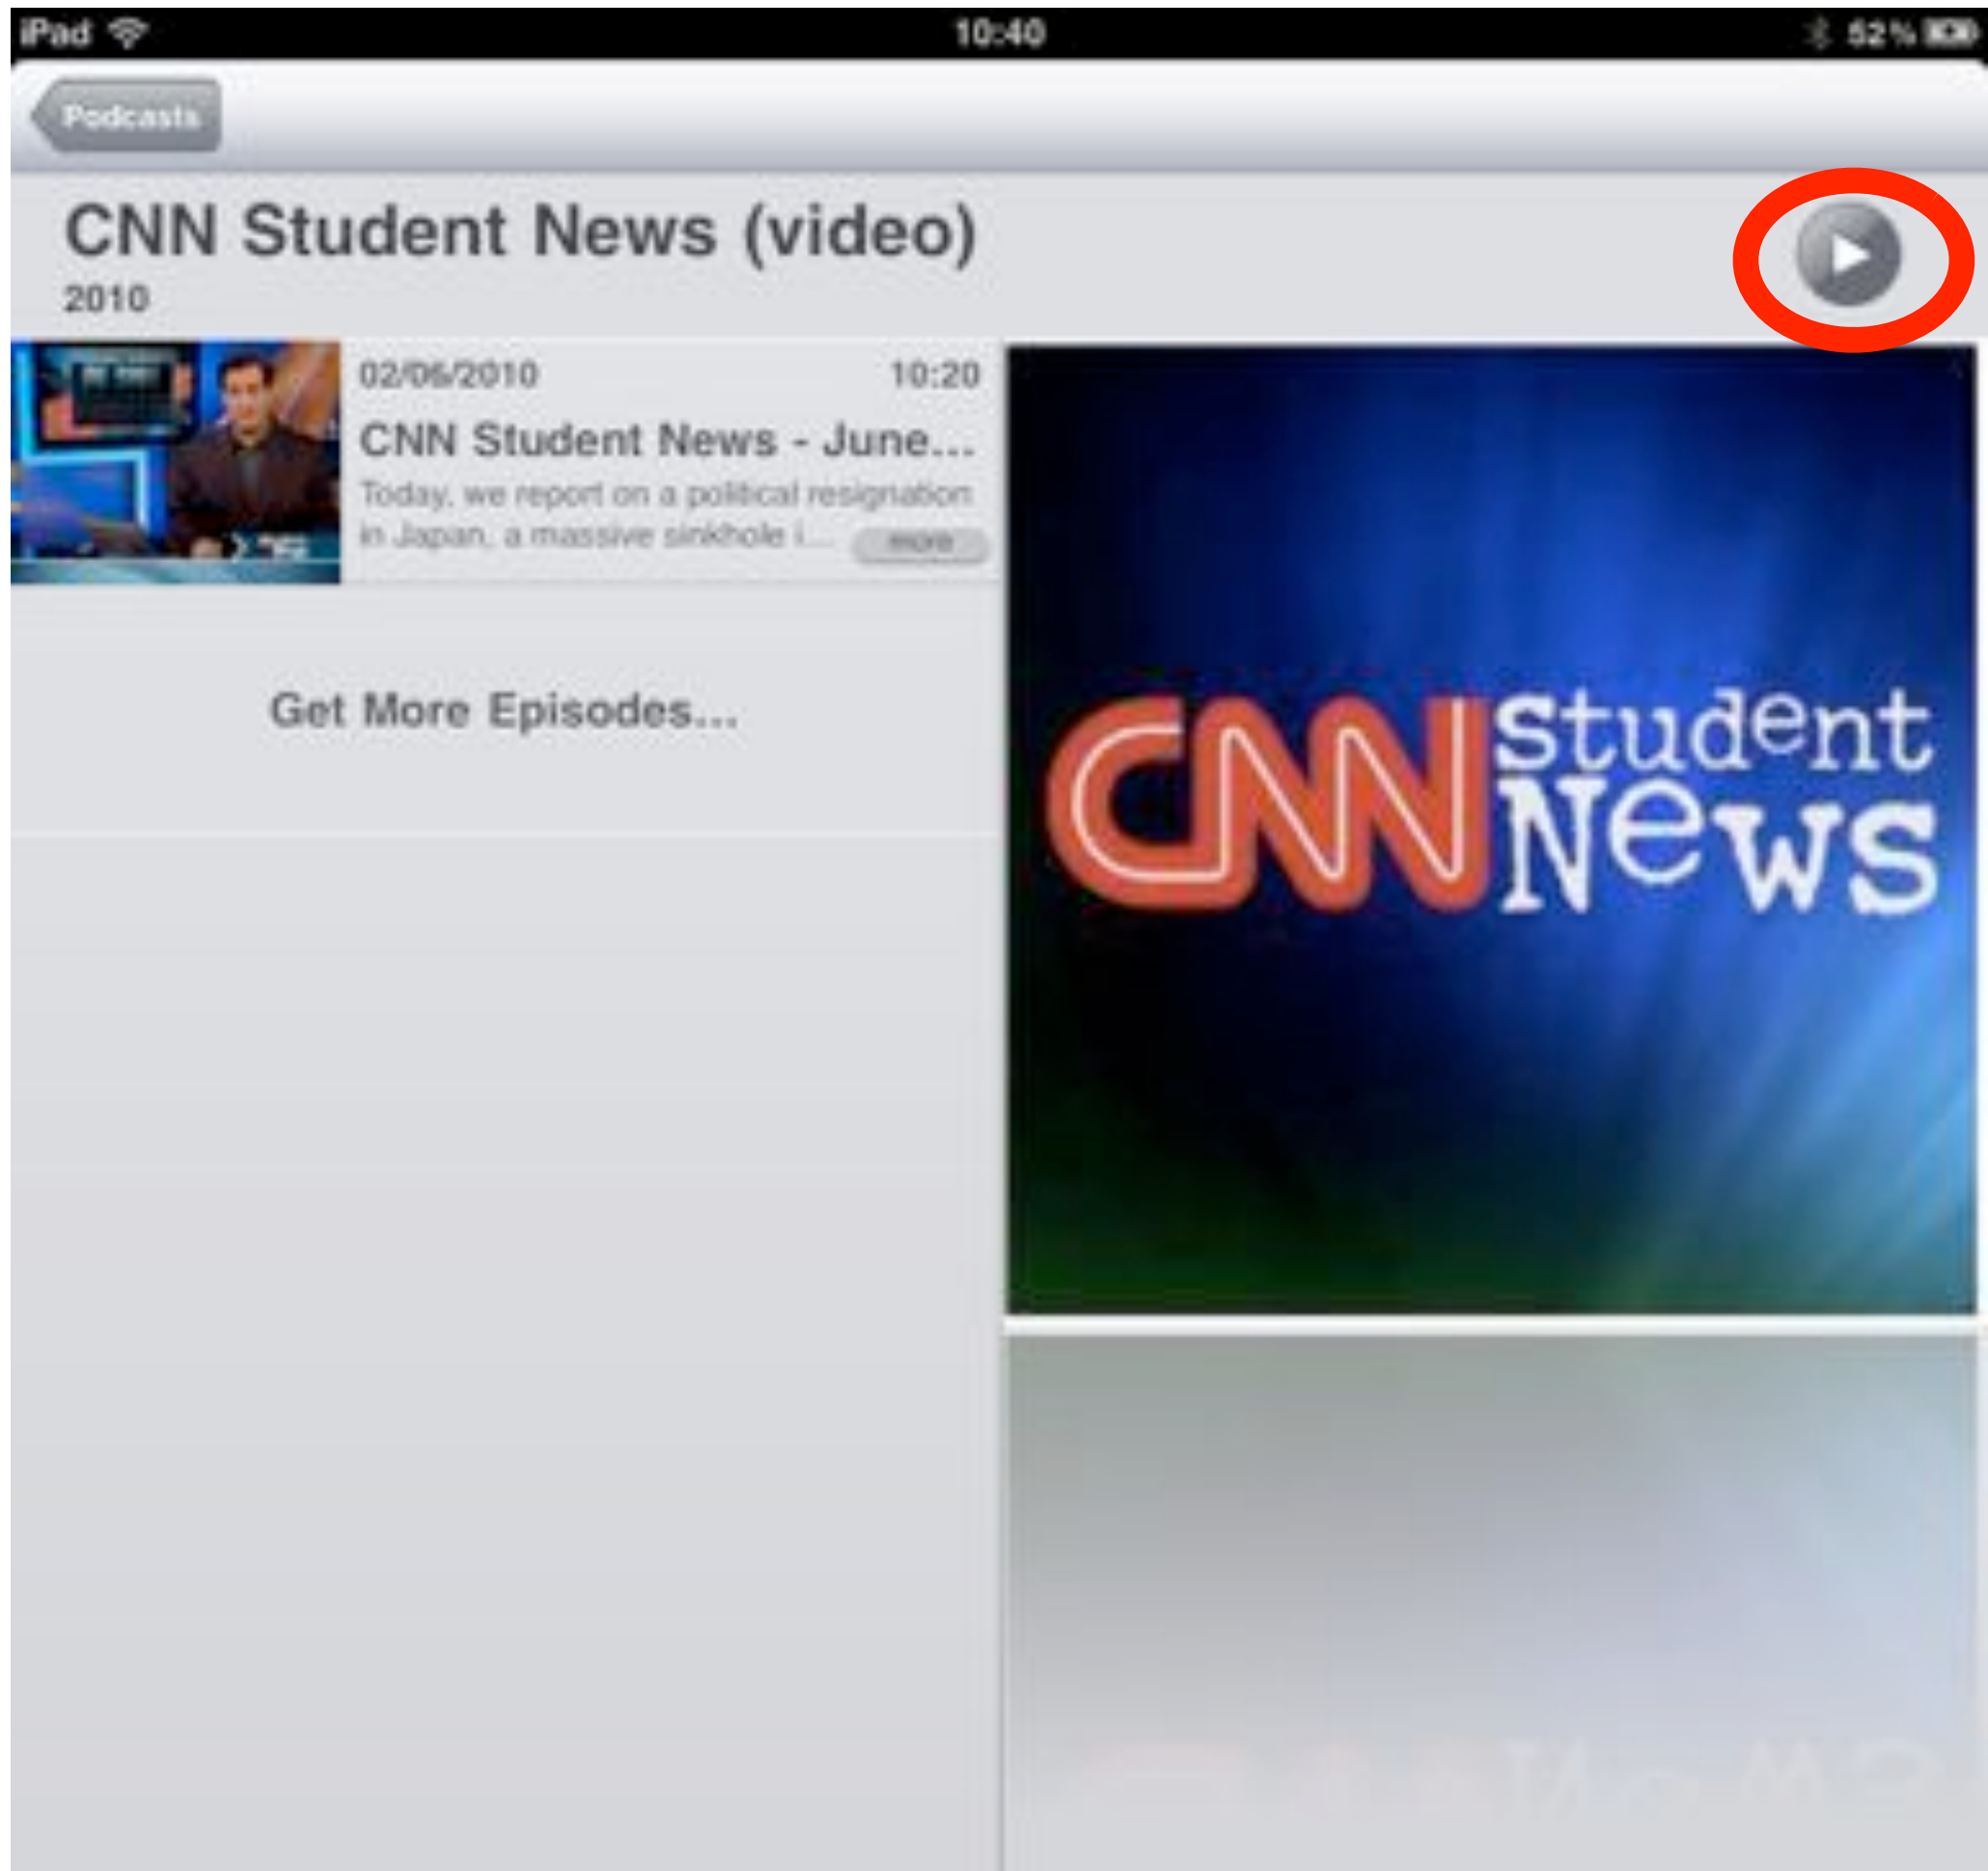 iPad
10:40
52%
Podcasts
CNN Student News (video)
2010
02/06/2010
10:20
CNN Student News - June...
Today, we report on a political resignation
in Japan, a massive sinkhole i...
more
Get More Episodes...
CNN Student
News